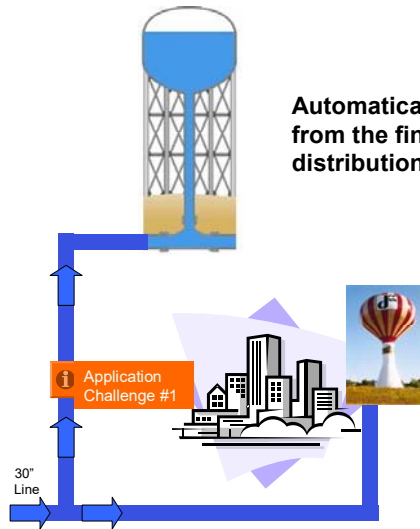 Automatica
from the fin
distribution
Application
Challenge #1
30"
Line